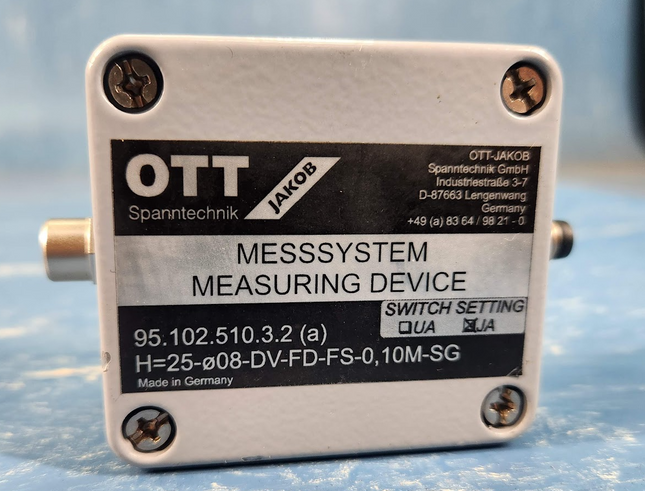 OTT
JAKOB
Spanntechnik
OTT-JAKOB
Spanntechnik GmbH
Industriestraße 3-7
D-87663 Lengenwang
Germany
+49 (a) 83 64 / 98 21 - 0
MESSSYSTEM
MEASURING DEVICE
SWITCH SETTING
UA JA
95.102.510.3.2 (a)
H=25-ø08-DV-FD-FS-0,10M-SG
Made in Germany